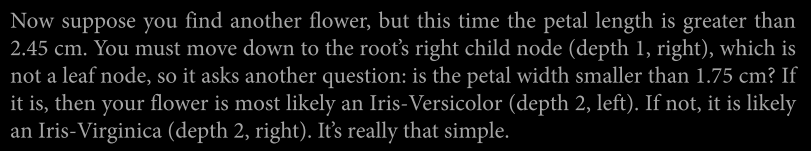 Now suppose you find another flower, but this time the petal length is greater than
2.45 cm. You must move down to the root’s right child node (depth 1, right), which is
not a leaf node, so it asks another question: is the petal width smaller than 1.75 cm? If
it is, then your flower is most likely an Iris-Versicolor (depth 2, left). If not, it is likely
an Iris-Virginica (depth 2, right). It’s really that simple.